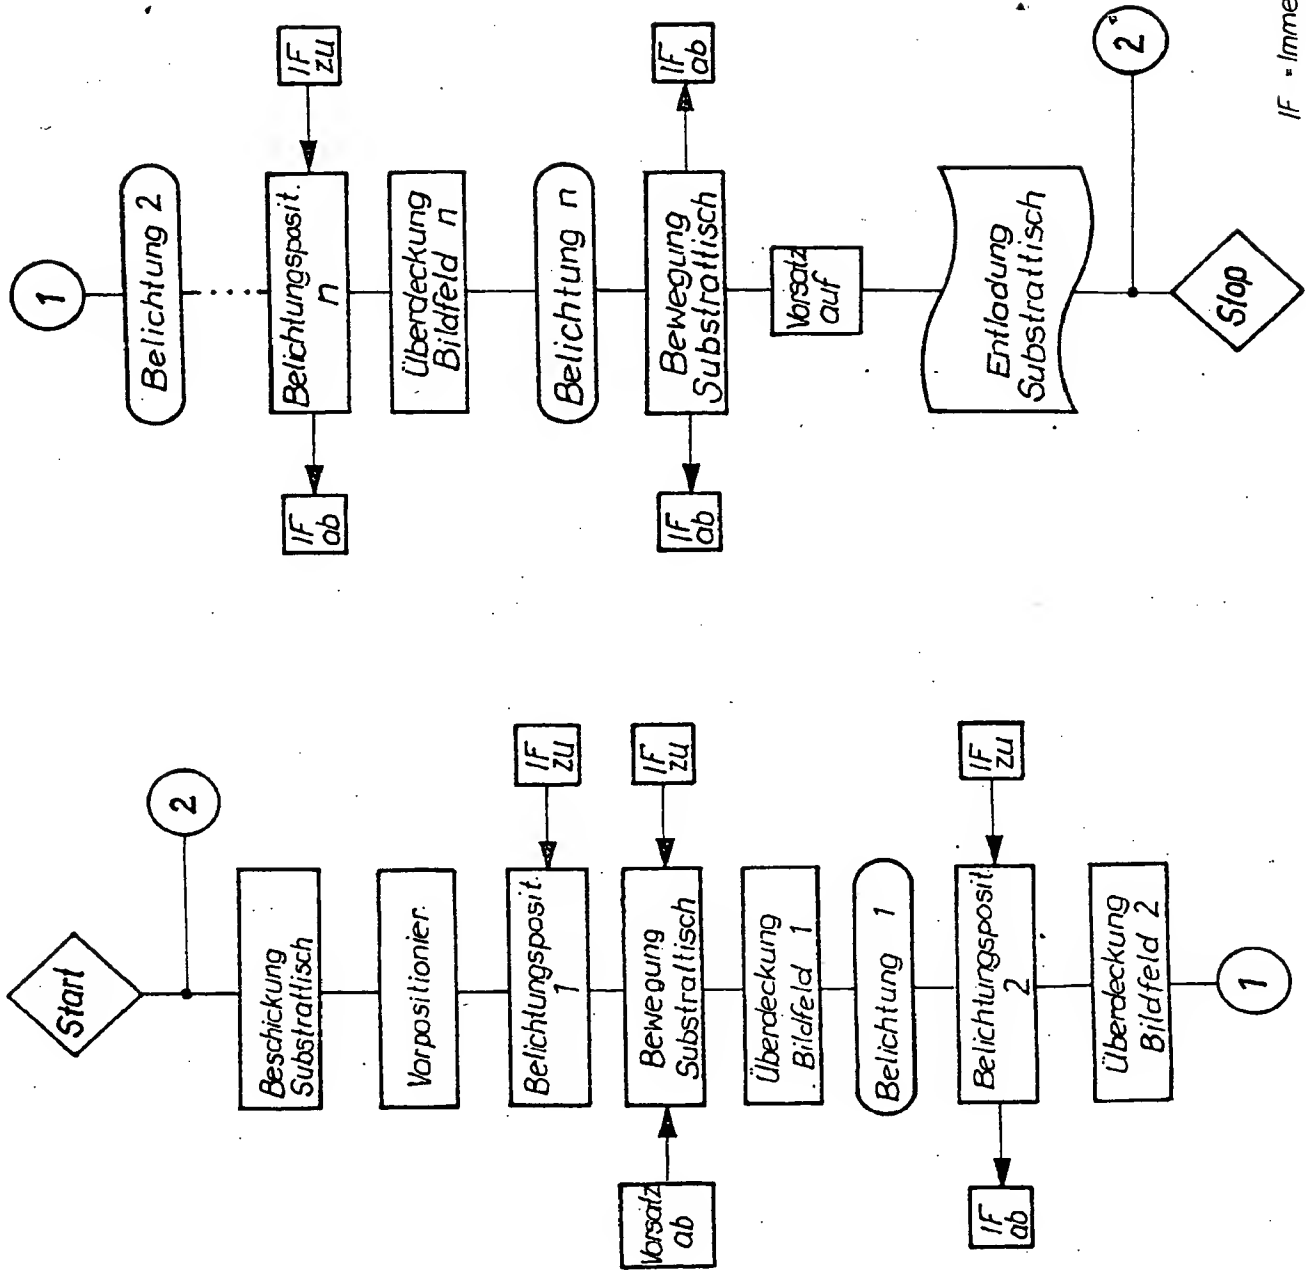 Start
2
Beschickung
Substrattisch
Vorpositionier.
Belichtungsposit.
1
IF
zu
Vorsatz
ab
Bewegung
Substrattisch
IF
zu
Überdeckung
Bildfeld 1
Belichtung 1
IF
ab
Belichtungsposit.
2
IF
zu
Überdeckung
Bildfeld 2
1
1
Belichtung 2
IF
ab
Belichtungsposit.
n
IF
zu
Überdeckung
Bildfeld n
Belichtung n
IF
ab
Bewegung
Substrattisch
IF
ab
Vorsatz
auf
Entladung
Substrattisch
2
Stop
IF = Imme